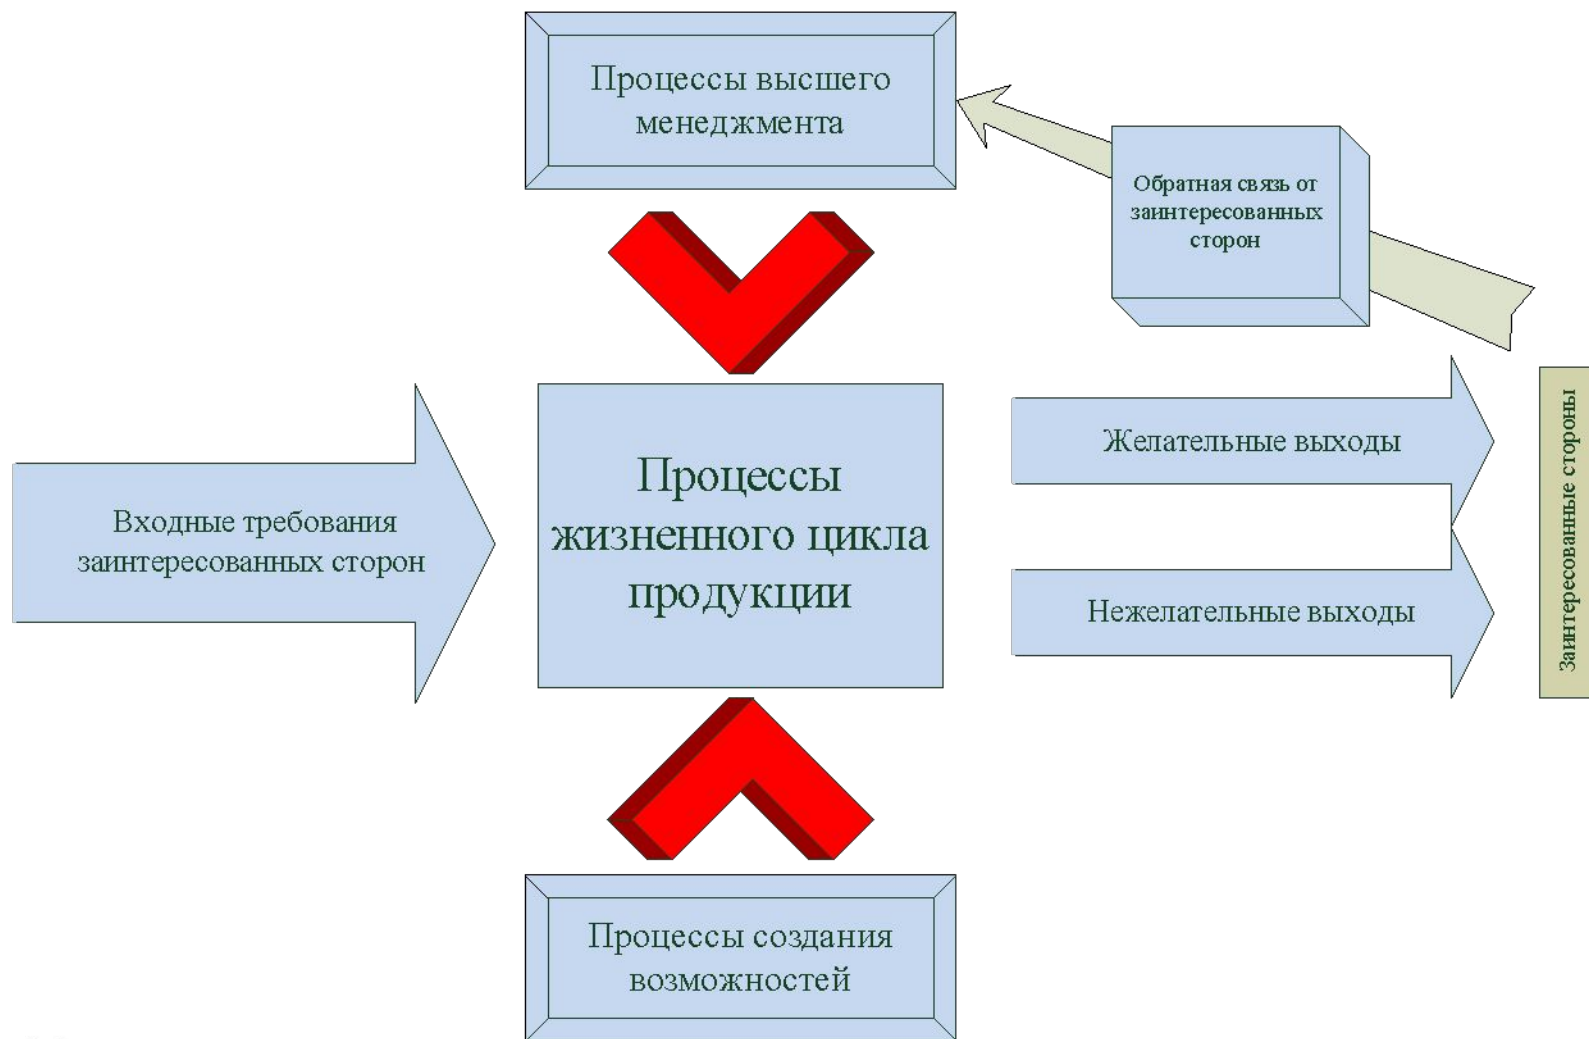 Процессы высшего
менеджмента
Обратная связь от
заинтересованных
сторон
Входные требования
заинтересованных сторон
Процессы
жизненного цикла
продукции
Желательные выходы
Нежелательные выходы
Заинтересованные стороны
Процессы создания
возможностей